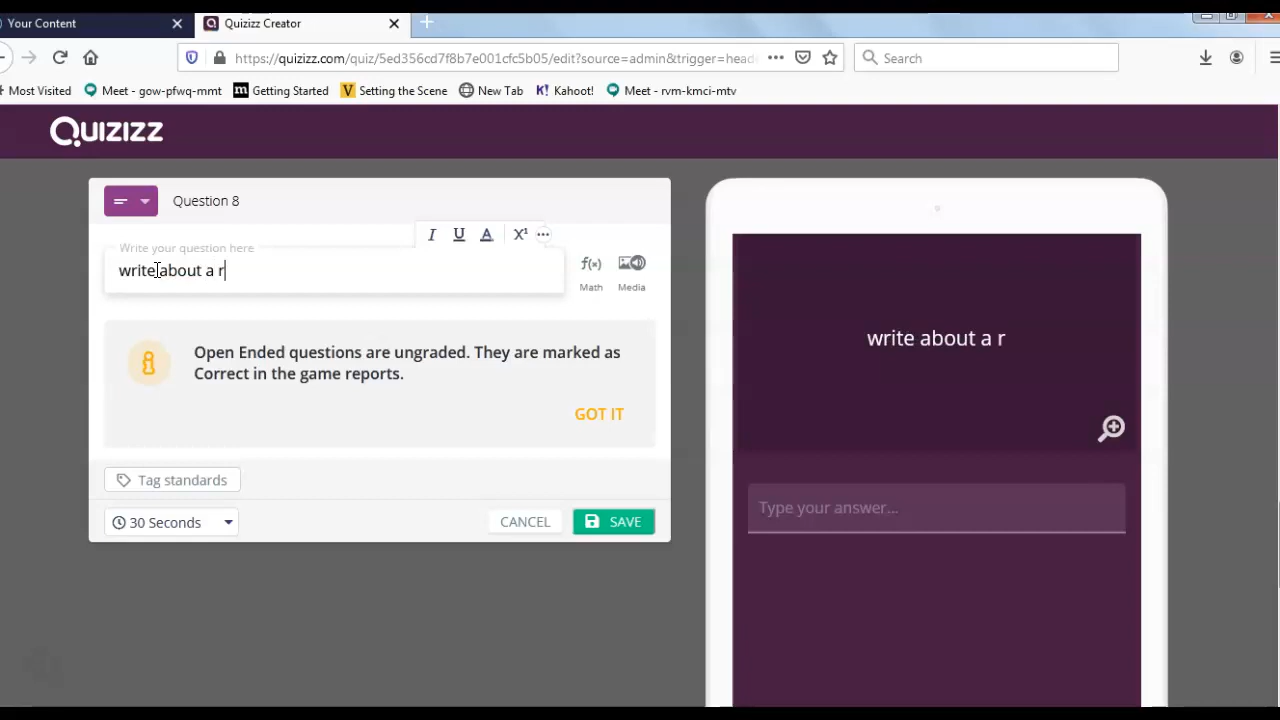 Your Content
Quizizz Creator
https://quizizz.com/quiz/5ed356cd7f8b7e001cfc5b05/edit?source=admin&trigger=head
Search
Most Visited
Meet - gow-pfwq-mmt
Getting Started
Setting the Scene
New Tab
Kahoot!
Meet - rvm-kmci-mtv
Quizizz
Question 8
Write your question here
write about a r
I U A X¹
f(x)
Math
Media
Open Ended questions are ungraded. They are marked as
Correct in the game reports.
GOT IT
Tag standards
30 Seconds
CANCEL
SAVE
write about a r
Type your answer...